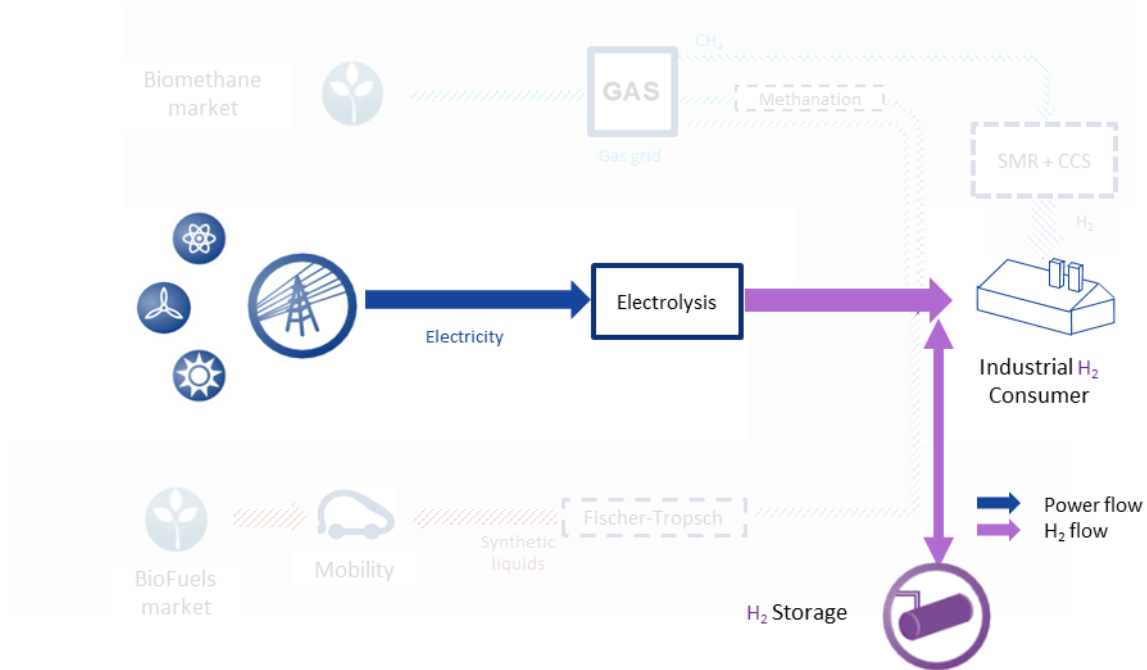 CH₄
Biomethane
market
GAS
Methanation
Gas grid
SMR + CCS
H₂
Electrolysis
Electricity
Industrial H₂
Consumer
Power flow
H₂ flow
Fischer-Tropsch
Synthetic
liquids
Mobility
BioFuels
market
H₂ Storage